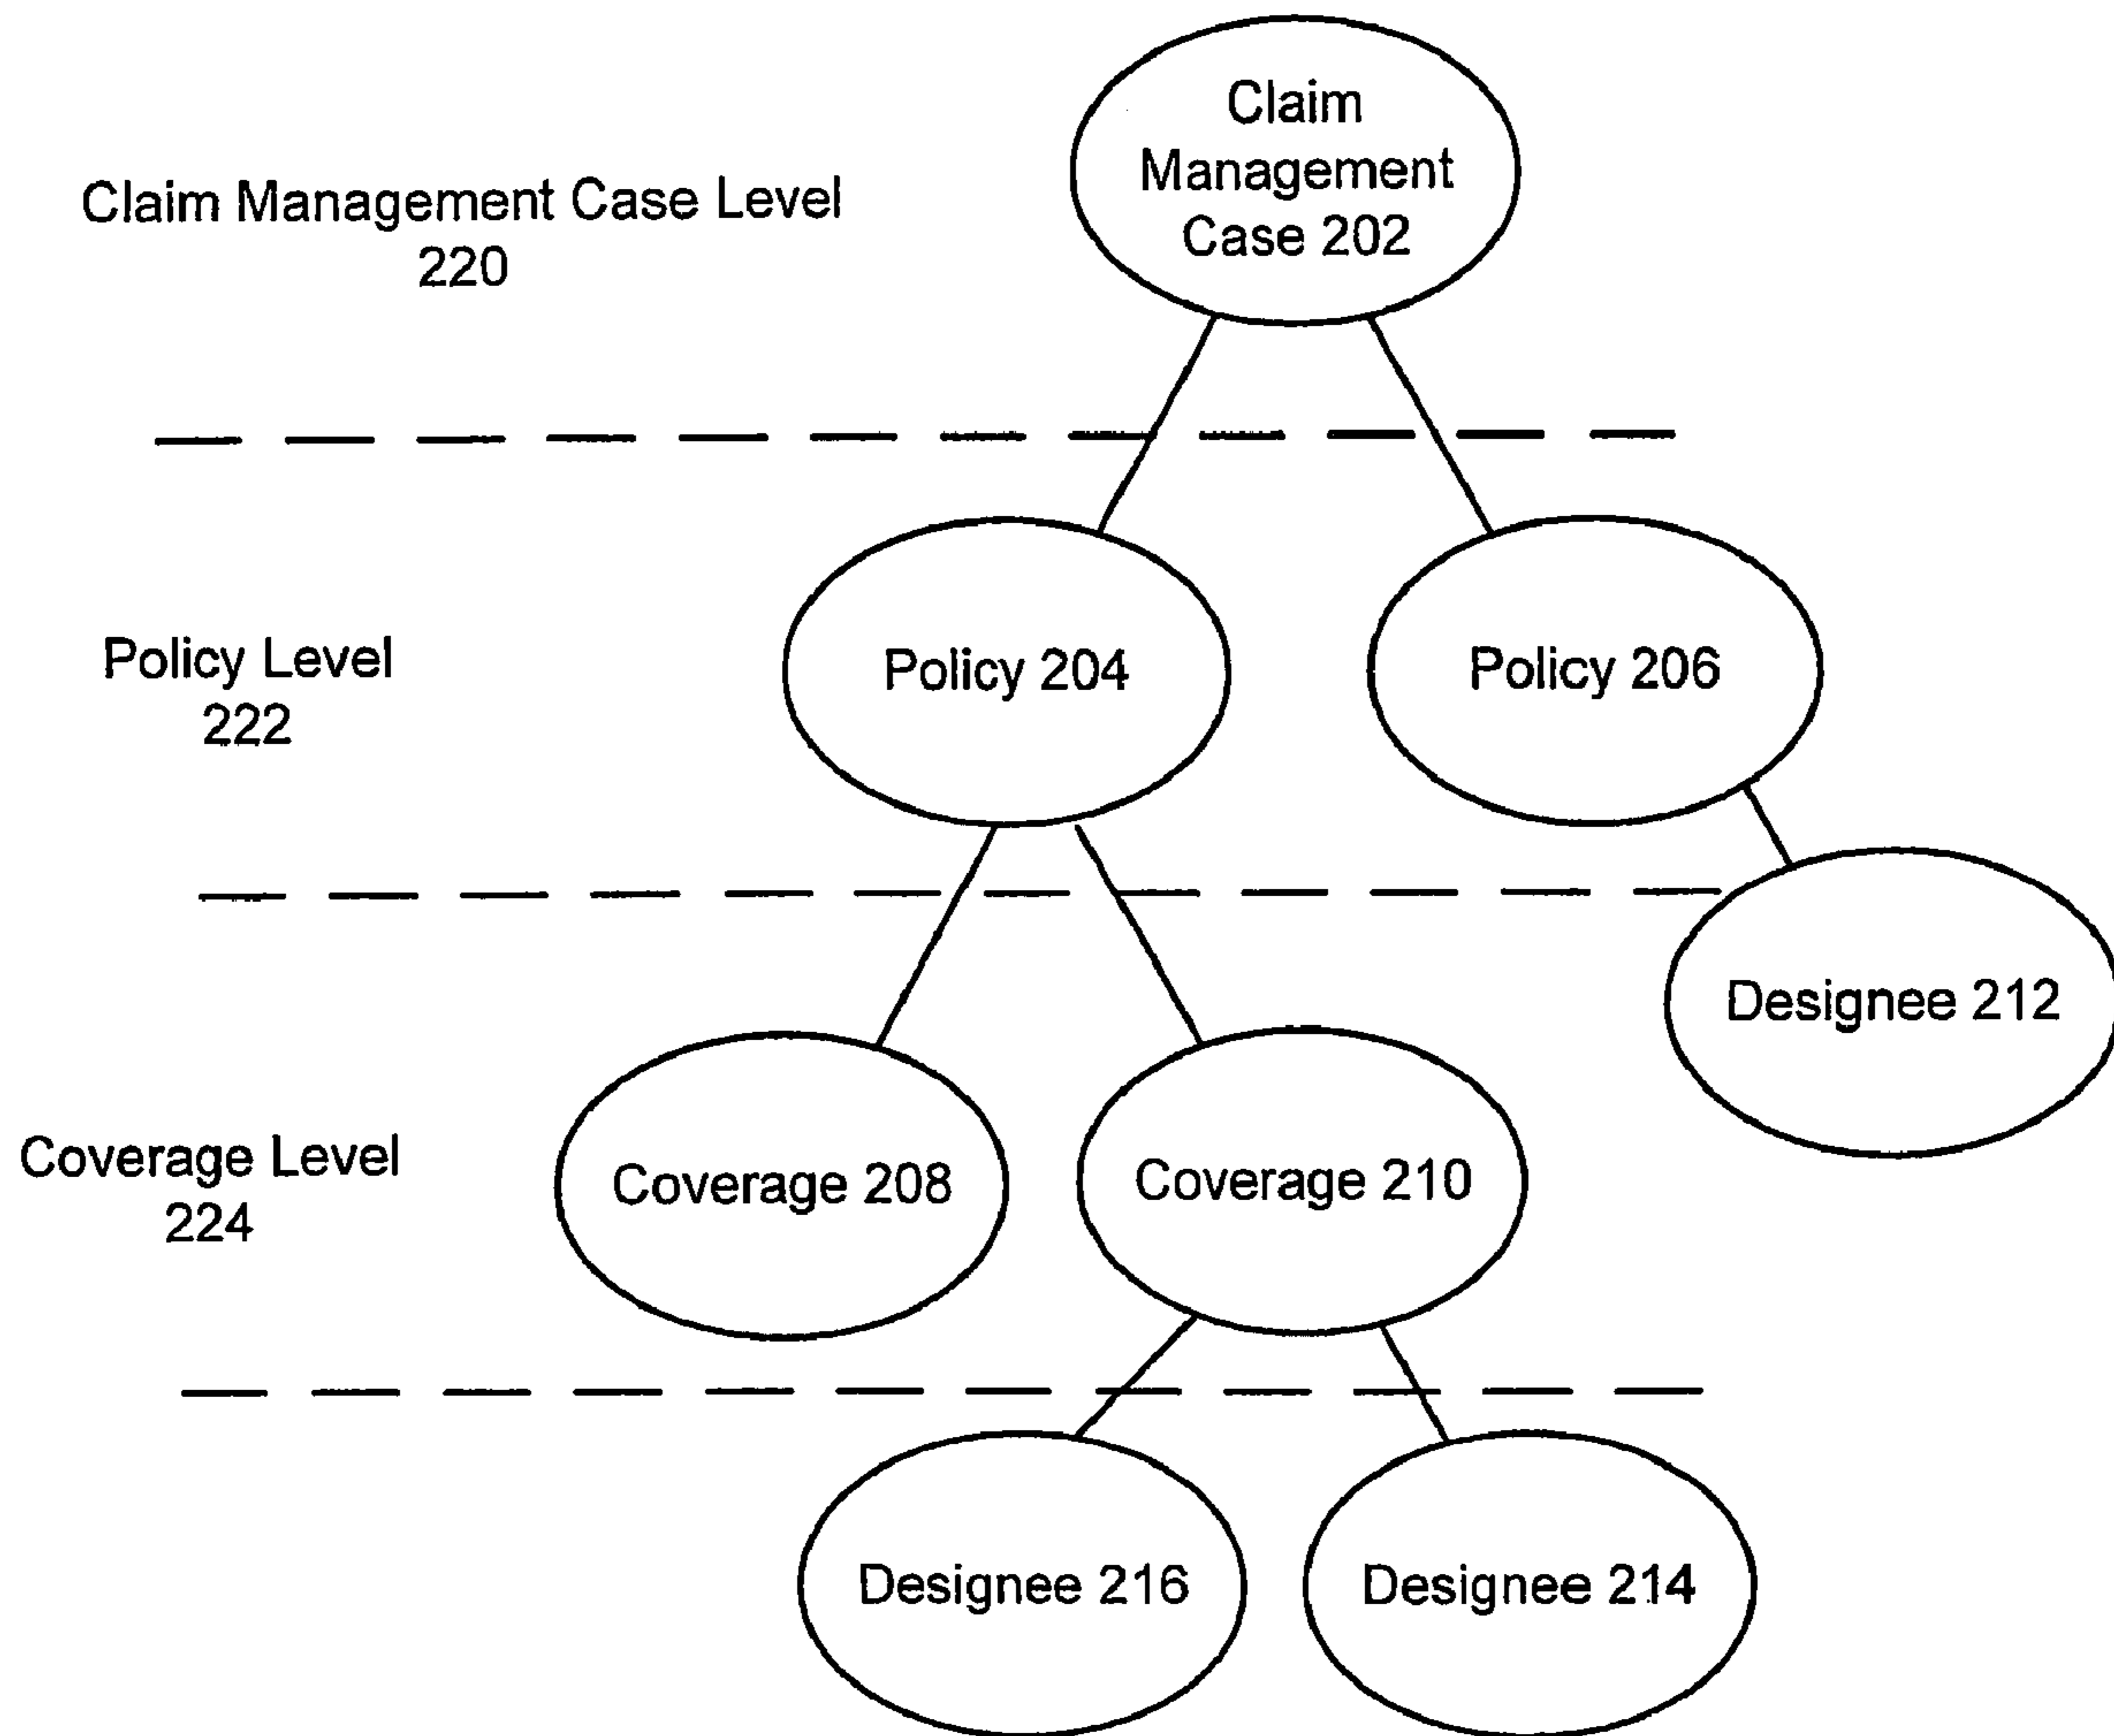 Claim
Management
Case 202
Claim Management Case Level
220
Policy Level
222
Policy 204
Policy 206
Designee 212
Coverage Level
224
Coverage 208
Coverage 210
Designee 216
Designee 214